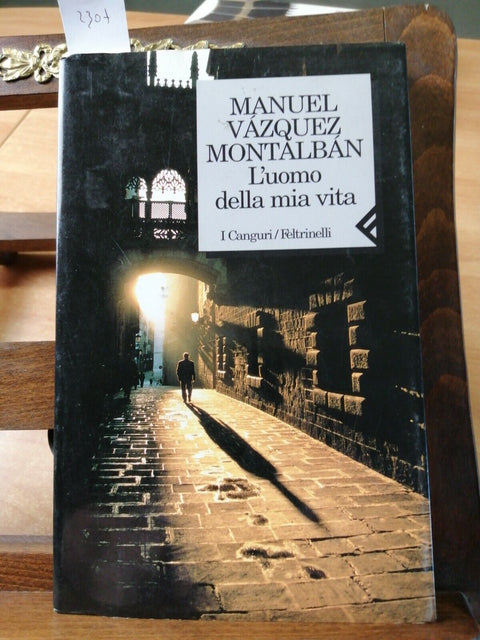 2307
MANUEL
VÁZQUEZ
MONTALBÁN
L'uomo
della mia vita
I Canguri/Feltrinelli